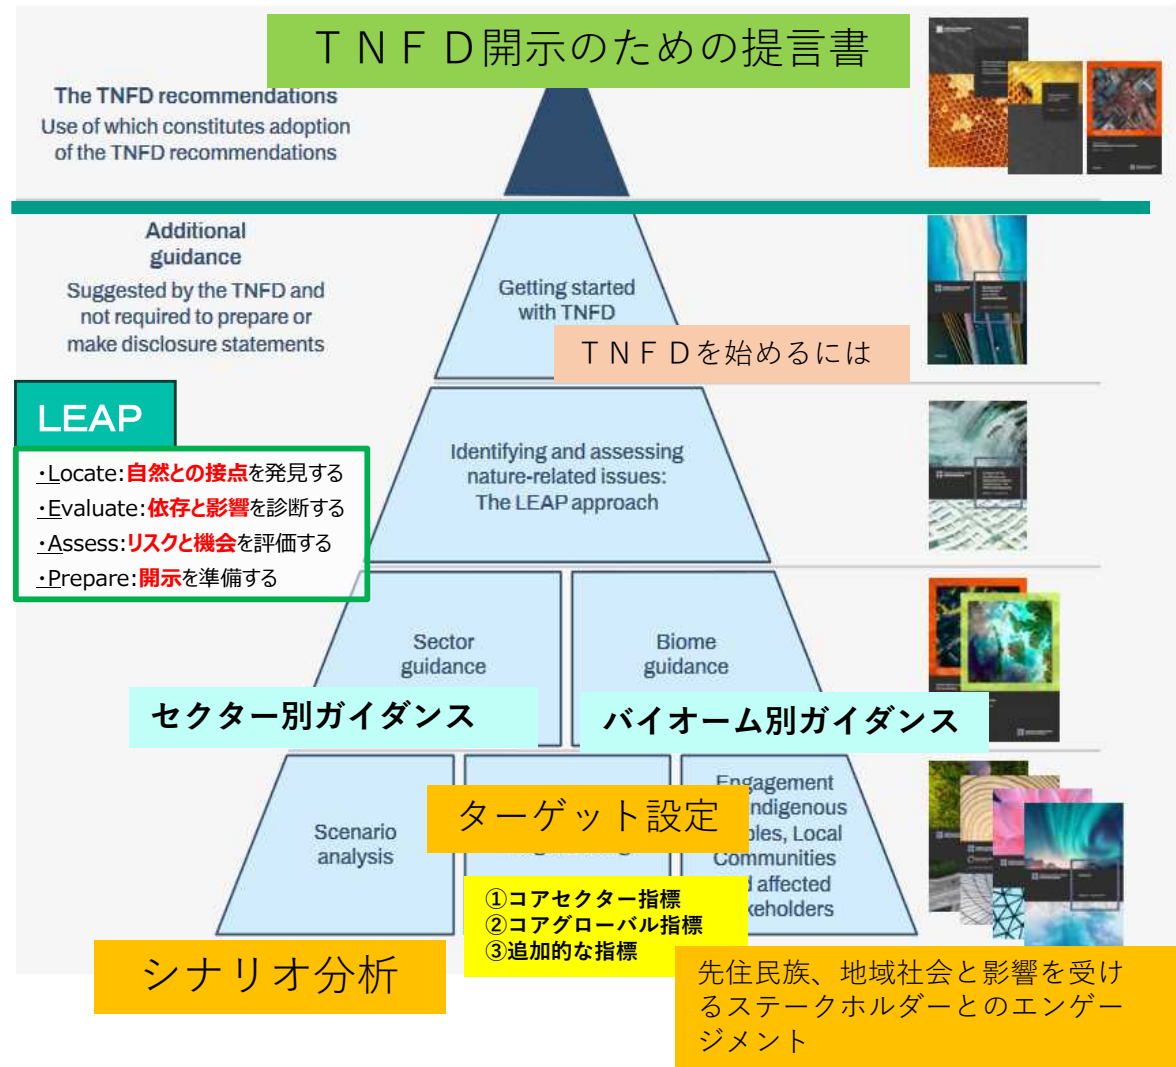 ＴＮＦＤ開示のための提言書
The TNFD recommendations
Use of which constitutes adoption
of the TNFD recommendations
Additional
guidance
Suggested by the TNFD and
not required to prepare or
make disclosure statements
Getting started
with TNFD
ＴＮＦＤを始めるには
LEAP
・Locate:自然との接点を発見する
・Evaluate:依存と影響を診断する
・Assess:リスクと機会を評価する
・Prepare:開示を準備する
Identifying and assessing
nature-related issues:
The LEAP approach
Sector
guidance
Biome
guidance
セクター別ガイダンス
バイオーム別ガイダンス
Scenario
analysis
ターゲット設定
Engagement
Local
Communities
affected
①コアセクター指標
②コアグローバル指標
③追加的な指標
シナリオ分析
先住民族、地域社会と影響を受け
るステークホルダーとのエンゲー
ジメント